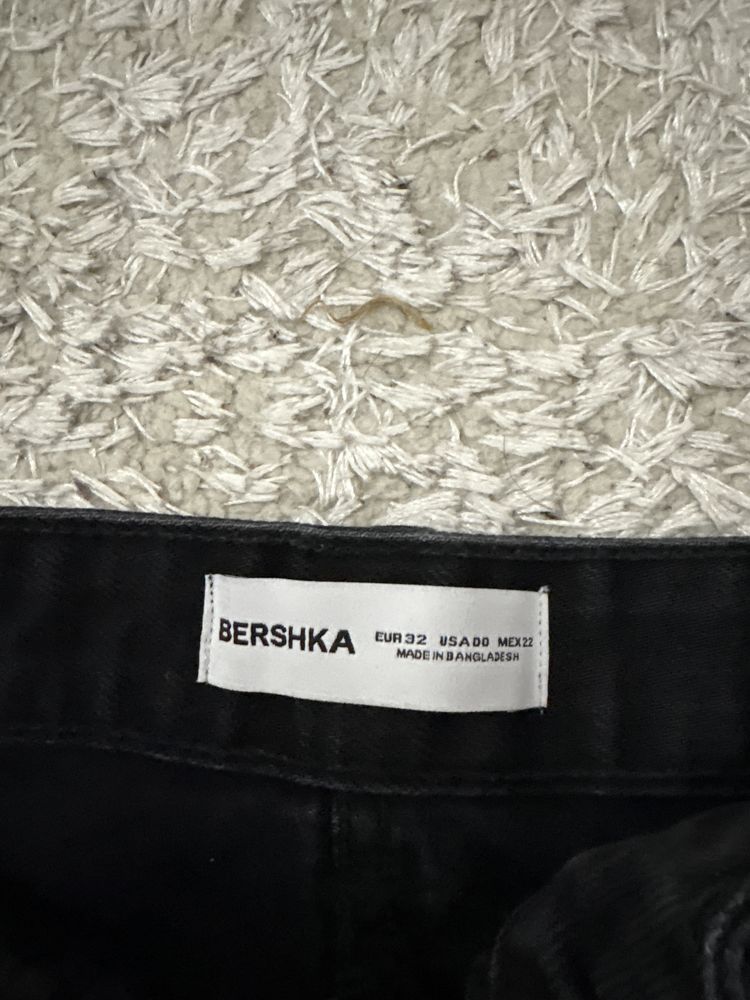 BERSHKA EUR 32 USA 00 MEX 22
MADE IN BANGLADESH